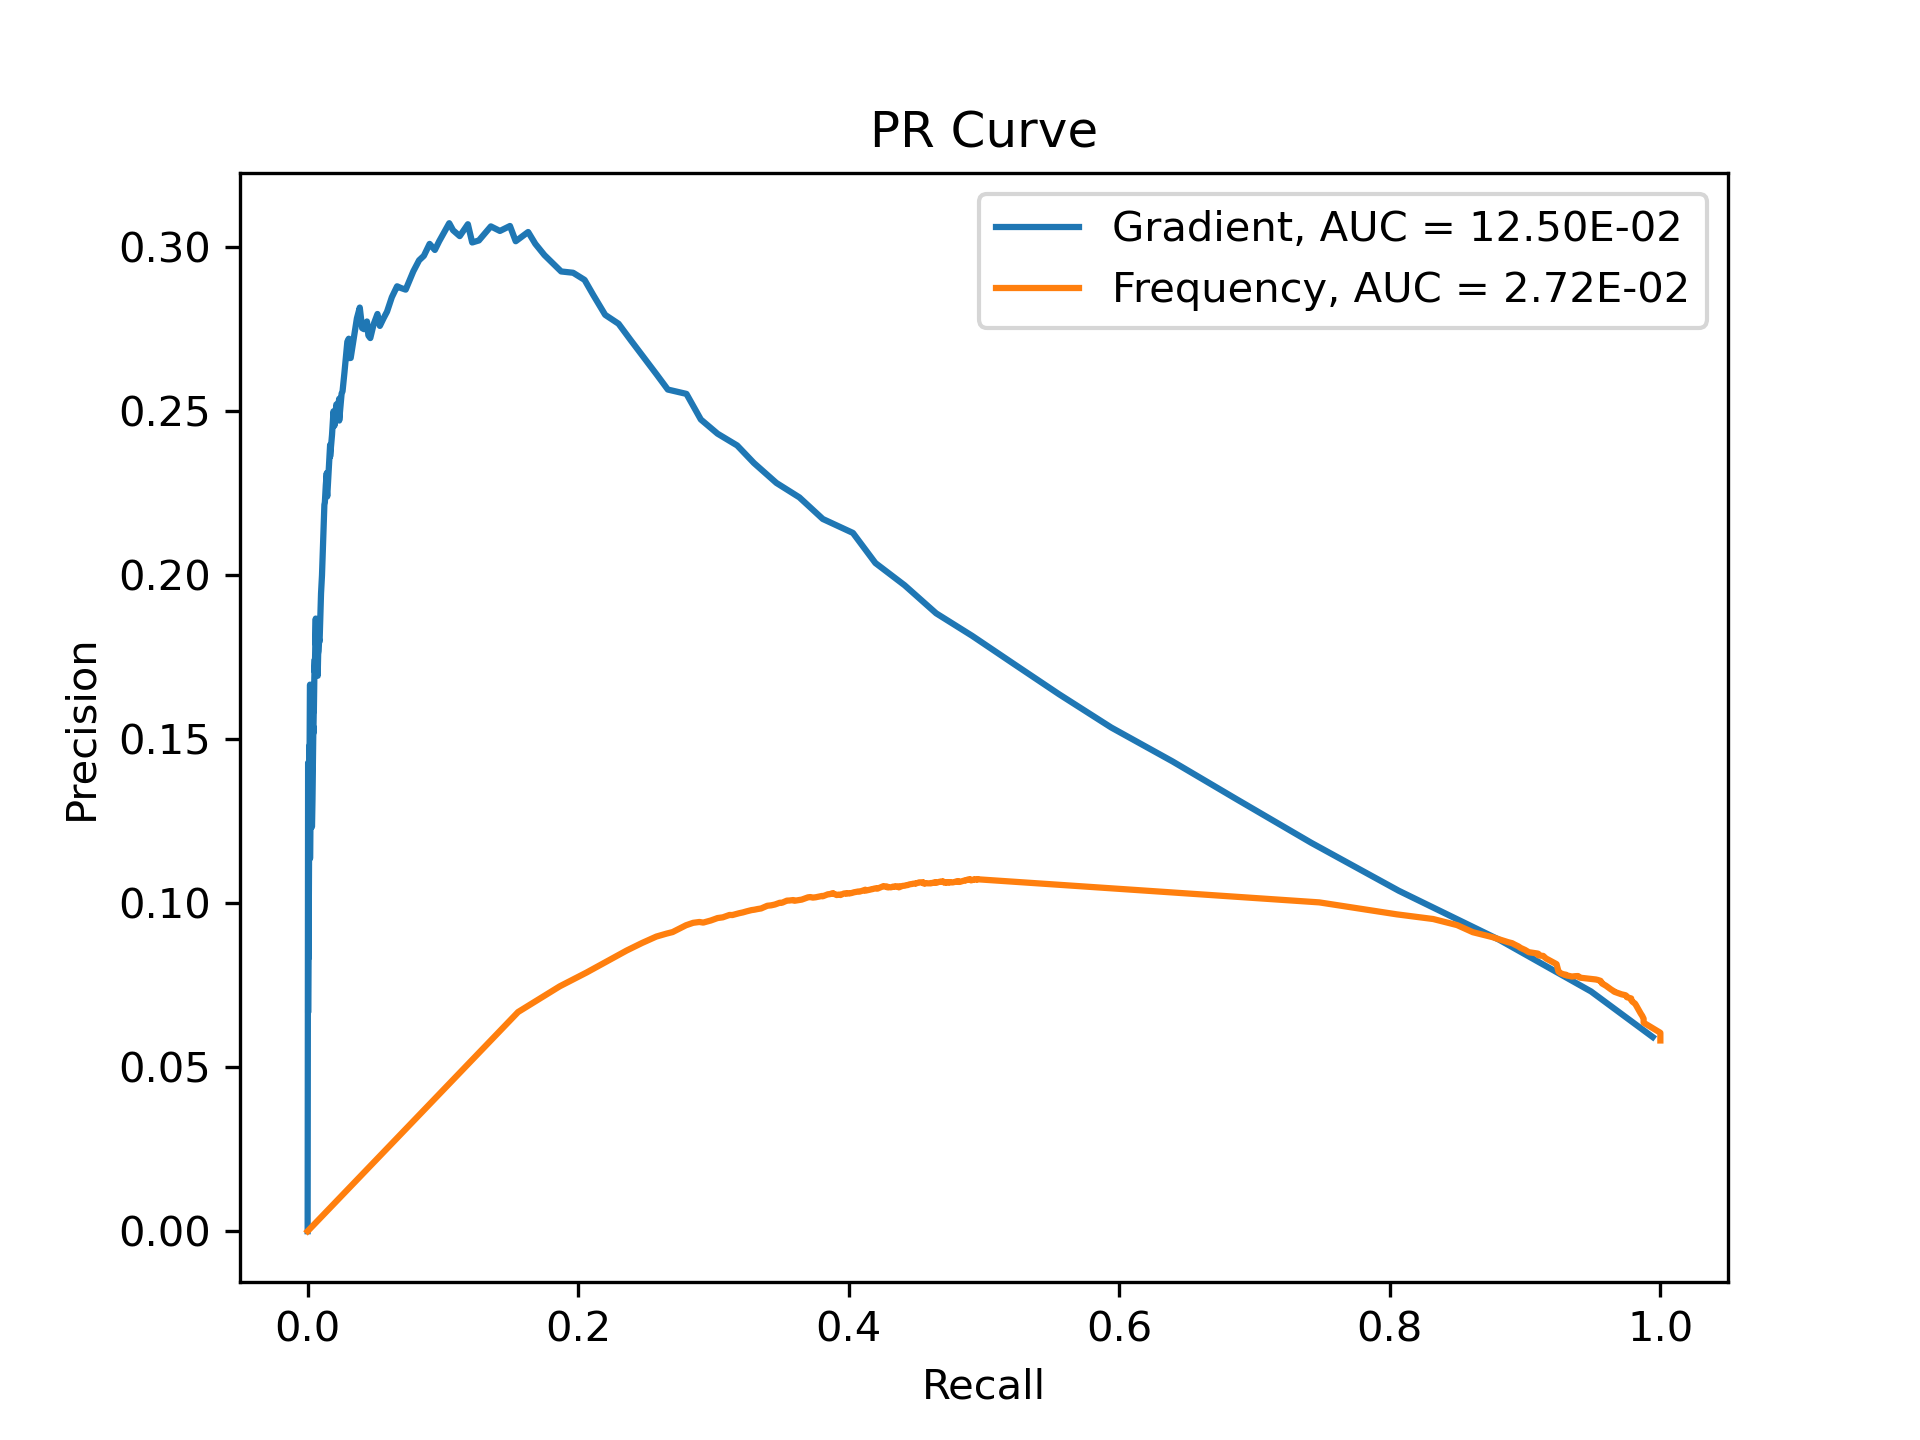 PR Curve
Gradient, AUC = 12.50E-02
Frequency, AUC = 2.72E-02
Precision
0.30
0.25
0.20
0.15
0.10
0.05
0.00
0.0 0.2 0.4 0.6 0.8 1.0
Recall